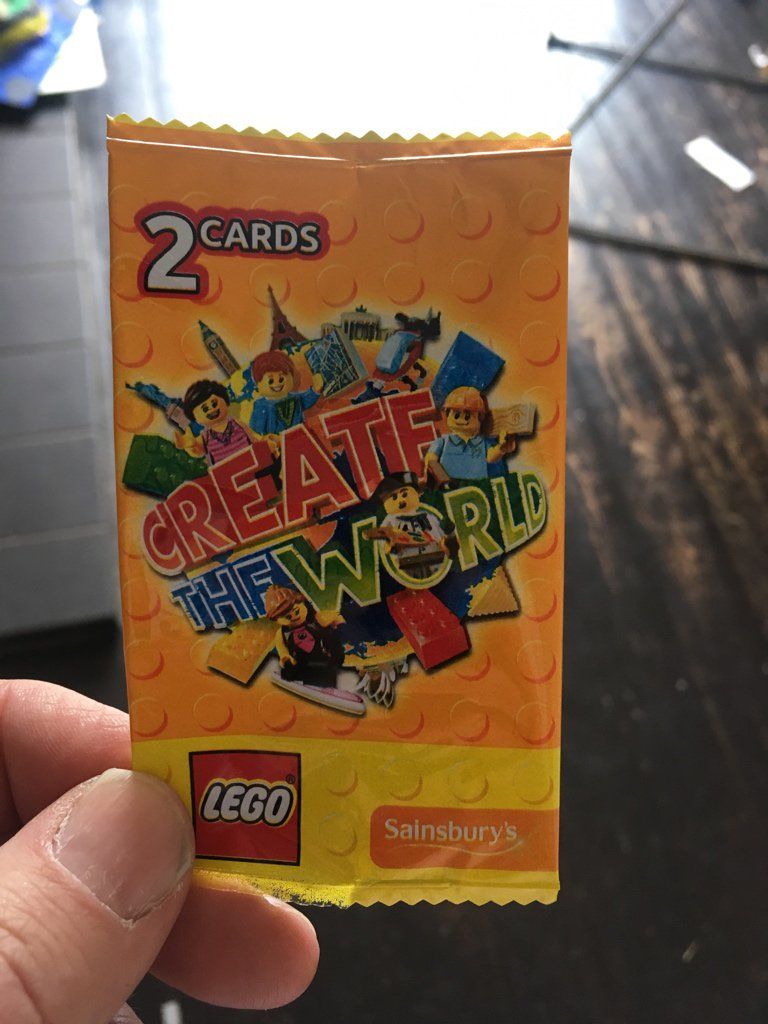 2 CARDS
CREATE
THE WORLD
LEGO®
Sainsbury's